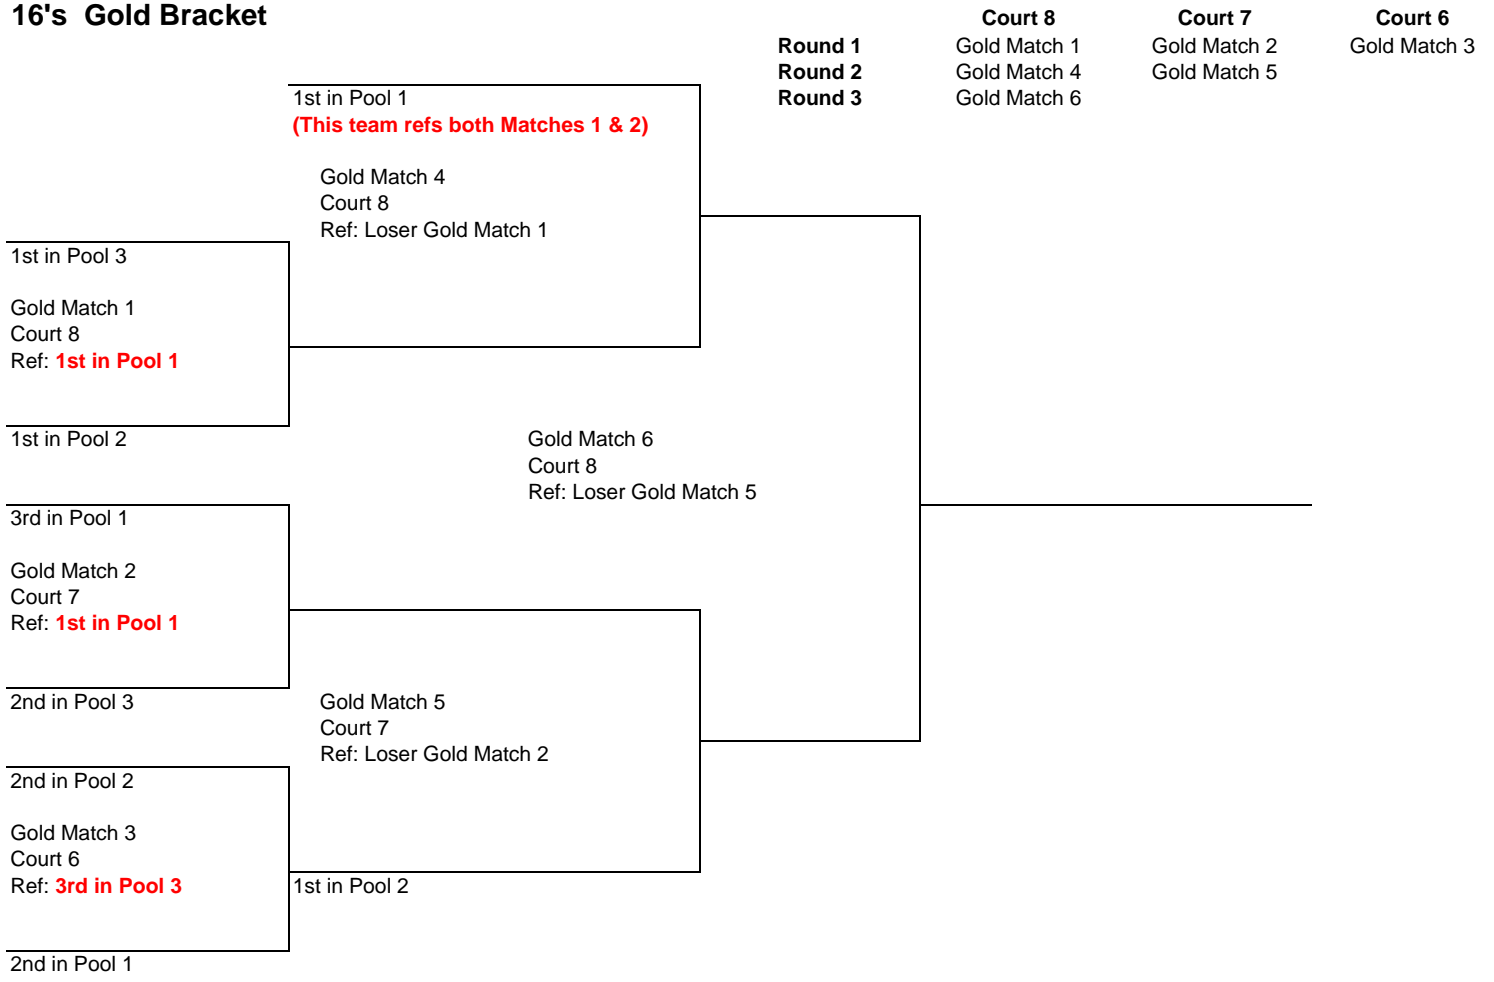 16's Gold Bracket
Court 8 Court 7 Court 6
Round 1 Gold Match 1 Gold Match 2 Gold Match 3
Round 2 Gold Match 4 Gold Match 5
Round 3 Gold Match 6
1st in Pool 1
(This team refs both Matches 1 & 2)
Gold Match 4
Court 8
Ref: Loser Gold Match 1
1st in Pool 3
Gold Match 1
Court 8
Ref: 1st in Pool 1
1st in Pool 2
Gold Match 6
Court 8
Ref: Loser Gold Match 5
3rd in Pool 1
Gold Match 2
Court 7
Ref: 1st in Pool 1
2nd in Pool 3
Gold Match 5
Court 7
Ref: Loser Gold Match 2
2nd in Pool 2
Gold Match 3
Court 6
Ref: 3rd in Pool 3
1st in Pool 2
2nd in Pool 1